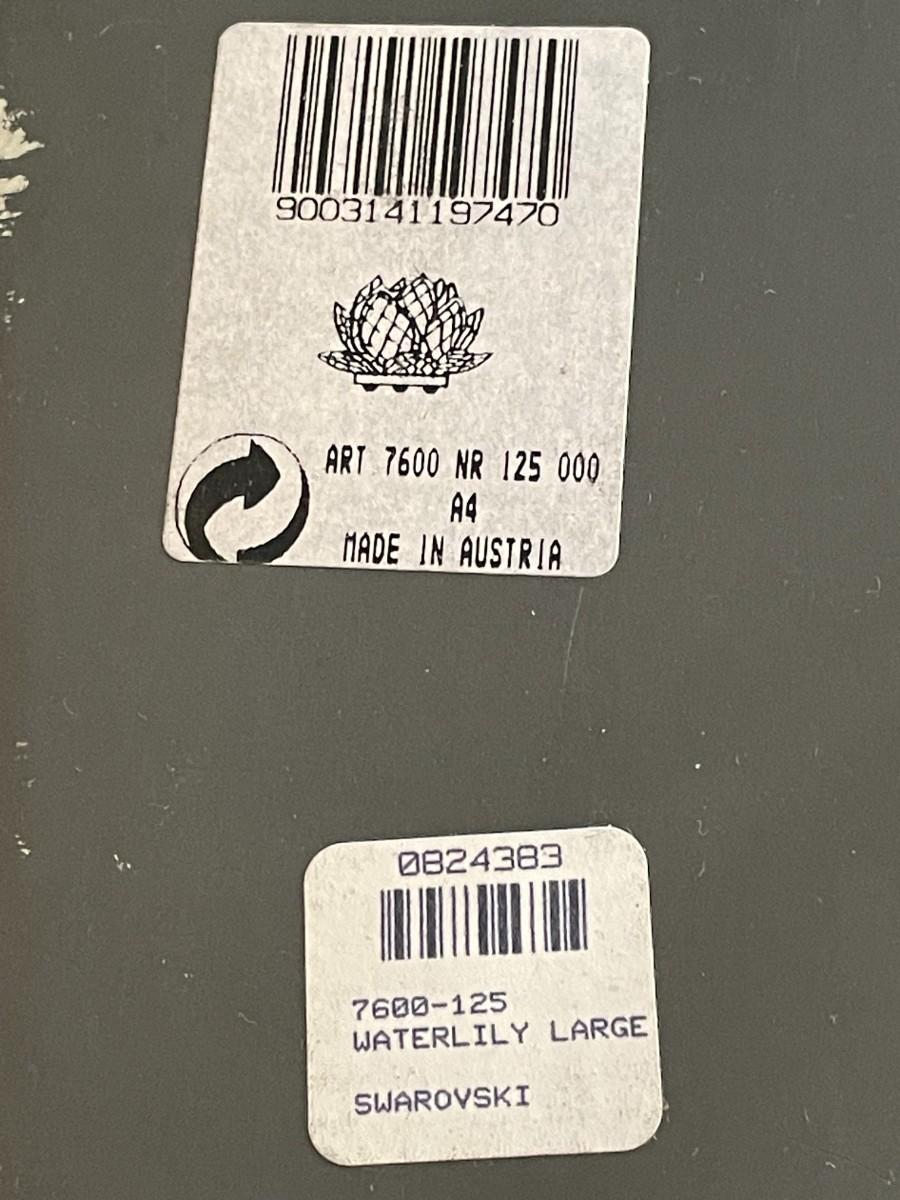 9003141197470
ART 7600 NR 125 000
A4
MADE IN AUSTRIA
0824383
7600-125
WATERLILY LARGE
SWAROVSKI